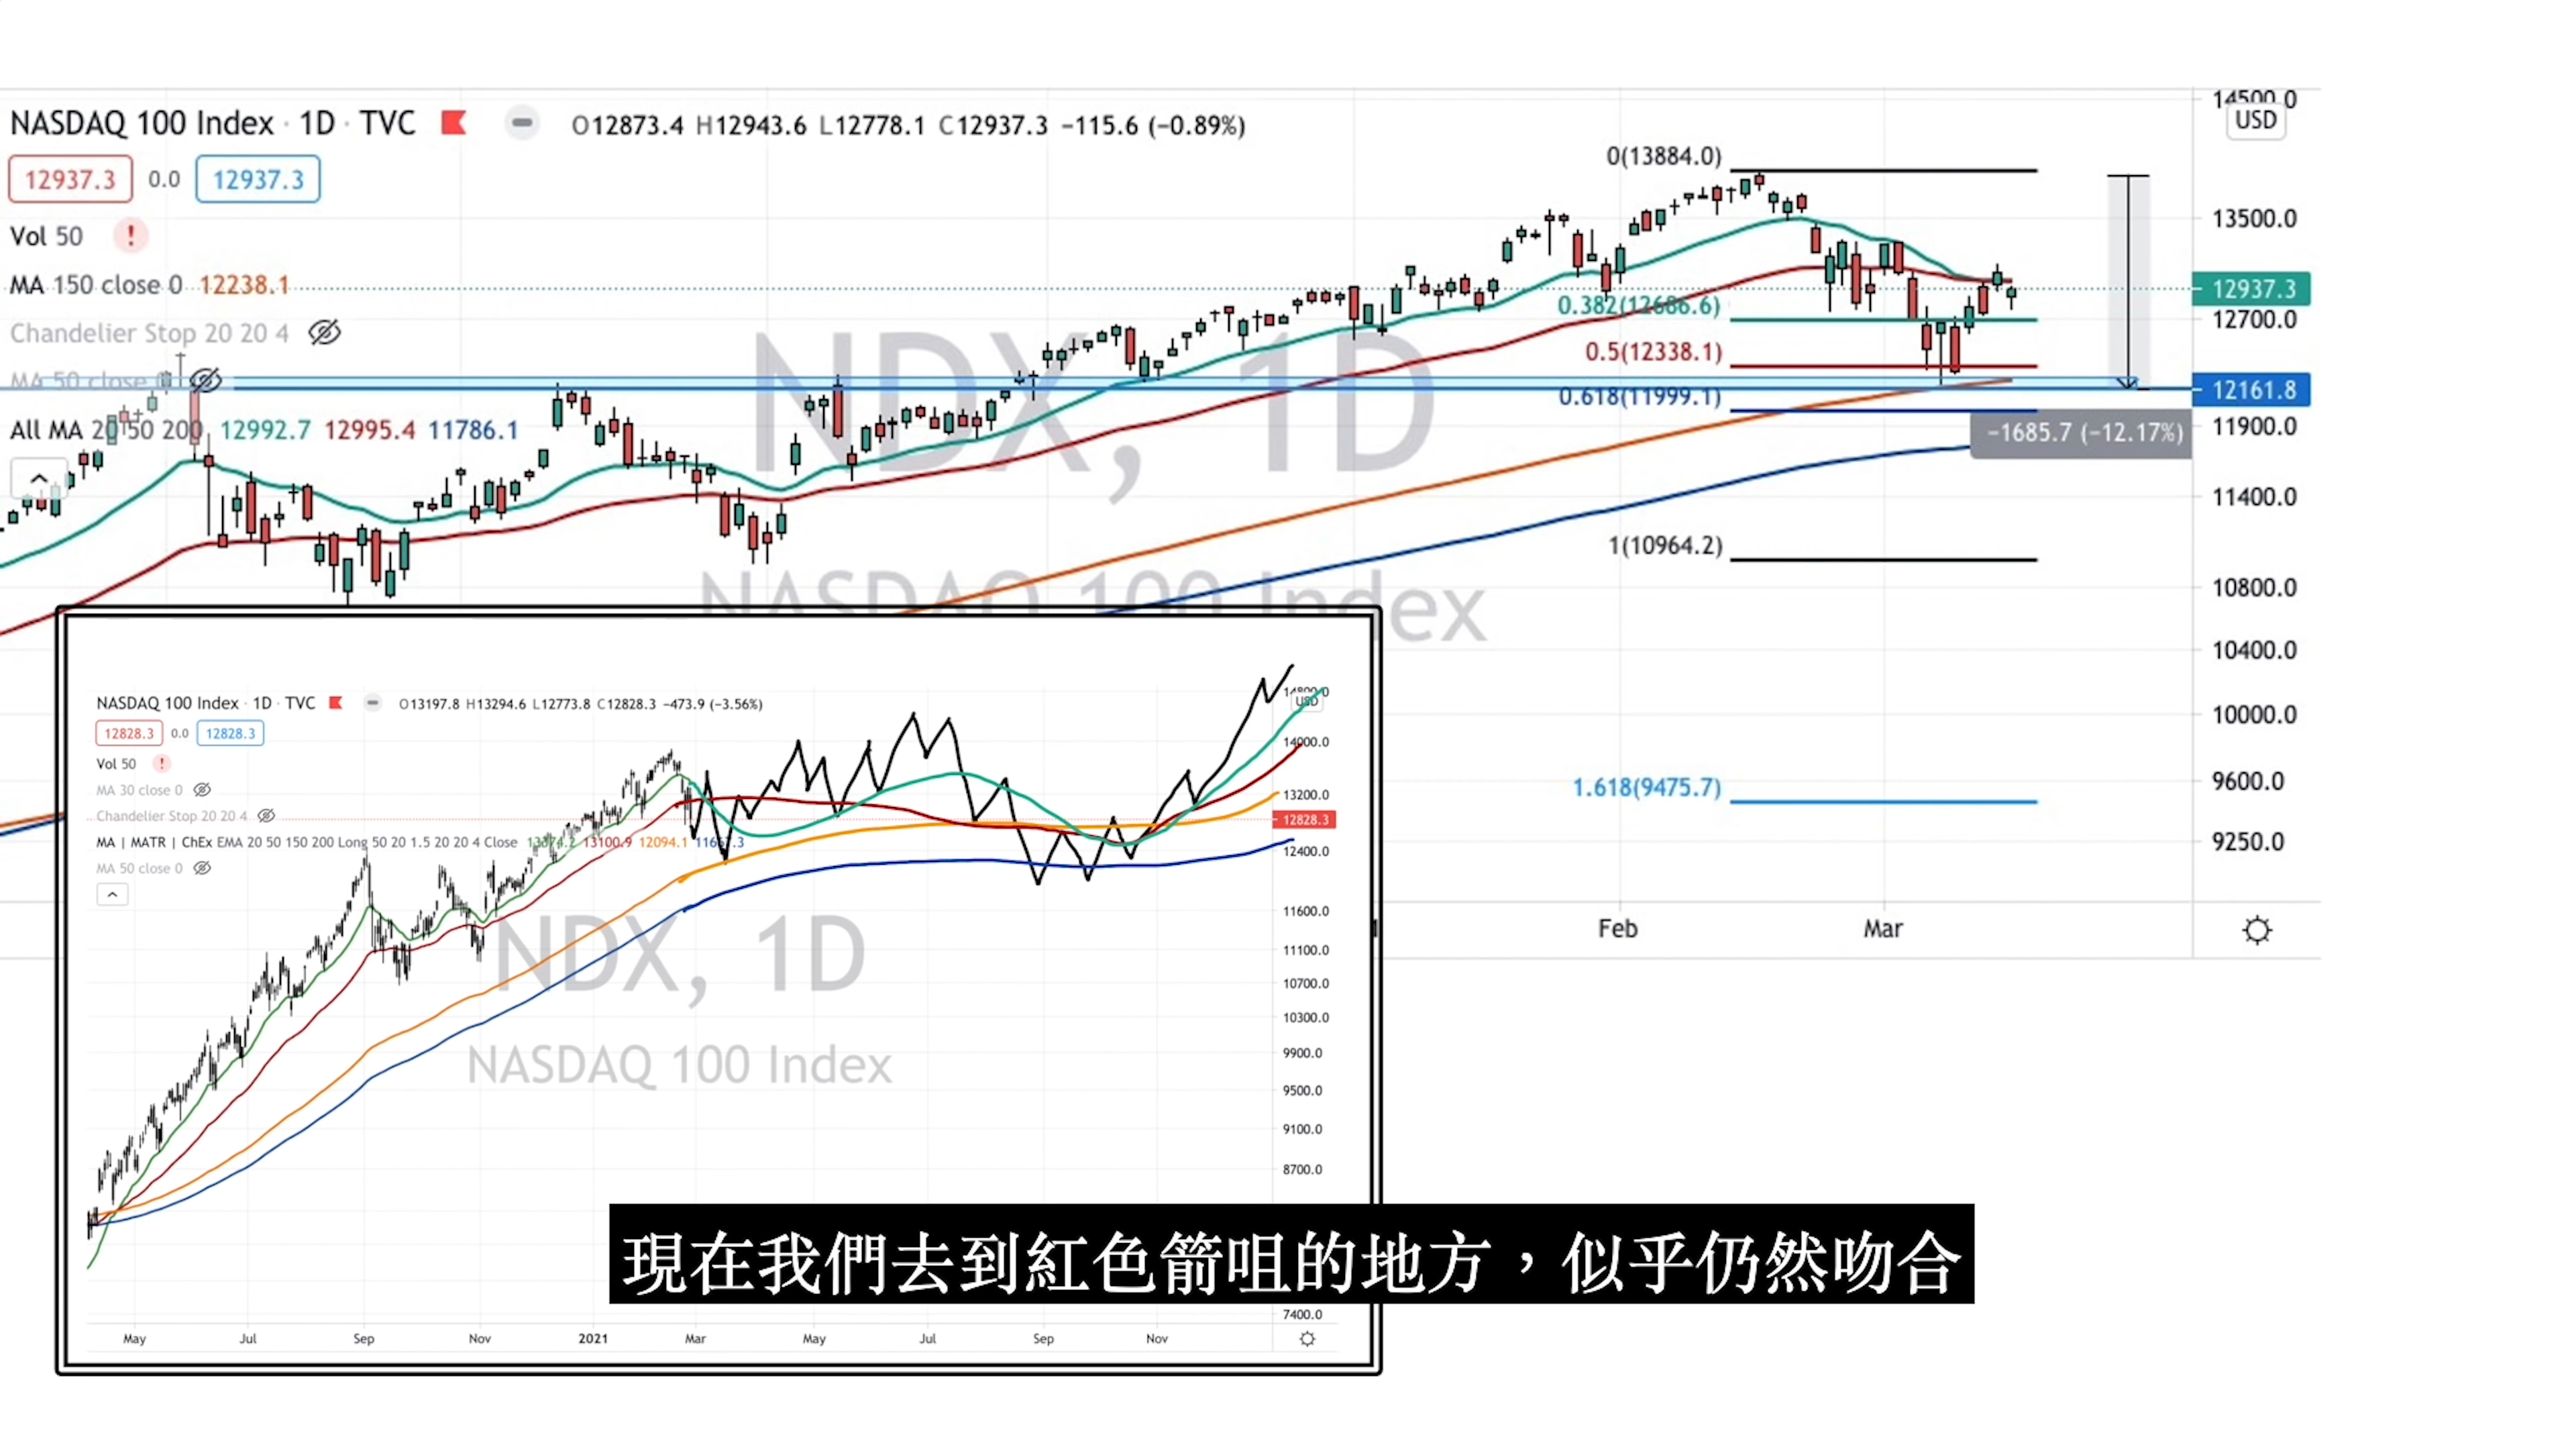 NASDAQ 100 Index · 1D · TVC
O12873.4 H12943.6 L12778.1 C12937.3 −115.6 (−0.89%)
12937.3 0.0 12937.3
Vol 50 !
MA 150 close 0 12238.1
Chandelier Stop 20 20 4
MA 50 close 0
All MA 20 50 200 12992.7 12995.4 11786.1
NDX, 1D
NASDAQ 100 Index
0(13884.0)
0.382(12686.6)
0.5(12338.1)
0.618(11999.1)
1(10964.2)
1.618(9475.7)
−1685.7 (−12.17%)
14500.0
USD
13500.0
12937.3
12700.0
12161.8
11900.0
11400.0
10800.0
10400.0
10000.0
9600.0
9250.0
Feb Mar
NASDAQ 100 Index · 1D · TVC
O13197.8 H13294.6 L12773.8 C12828.3 −473.9 (−3.56%)
12828.3 0.0 12828.3
Vol 50 !
MA 30 close 0
Chandelier Stop 20 20 4
MA | MATR | ChEx EMA 20 50 150 200 Long 50 20 1.5 20 20 4 Close 13100.9 12094.1
MA 50 close 0
NDX, 1D
NASDAQ 100 Index
14800.0
USD
14000.0
13200.0
12828.3
12400.0
11600.0
11100.0
10700.0
10300.0
9900.0
9500.0
9100.0
8700.0
7400.0
May Jul Sep Nov 2021 Mar May Jul Sep Nov
現在我們去到紅色箭咀的地方，似乎仍然吻合